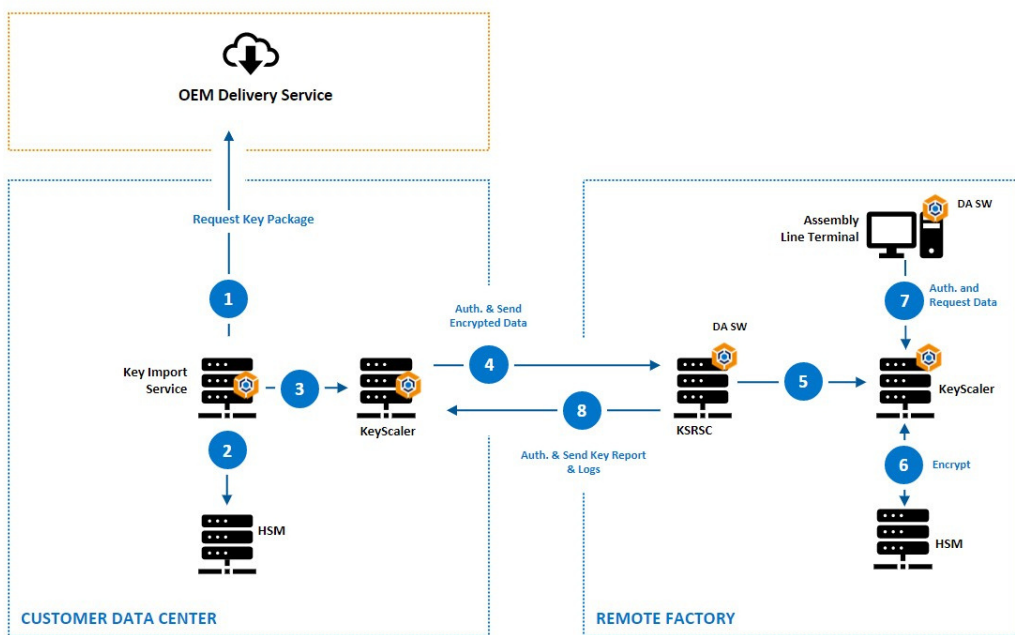 OEM Delivery Service
Request Key Package
1
Key Import
Service
3
KeyScaler
2
HSM
CUSTOMER DATA CENTER
Auth. & Send
Encrypted Data
4
8
Auth. & Send Key Report
& Logs
DA SW
KSRSC
5
DA SW
Assembly
Line Terminal
7
Auth. and
Request Data
KeyScaler
6
Encrypt
HSM
REMOTE FACTORY